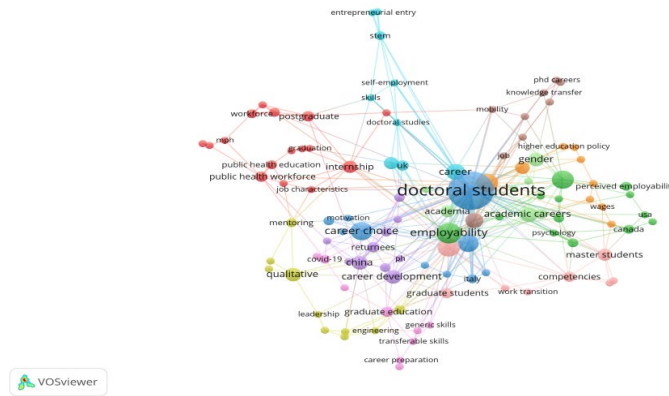 entrepreneurial entry
stem
self-employment
skills
phd careers
knowledge transfer
mobility
workforce
postgraduate
doctoral studies
mph
graduation
higher education policy
job
gender
public health education
public health workforce
internship
uk
career
job characteristics
doctoral students
perceived employabilit
wages
mentoring
motivation
academia
academic careers
usa
canada
career choice
employability
psychology
returnees
master students
covid-19
china
ph
qualitative
career development
italy
competencies
graduate students
work transition
leadership
graduate education
engineering
generic skills
transferable skills
career preparation
VOSviewer